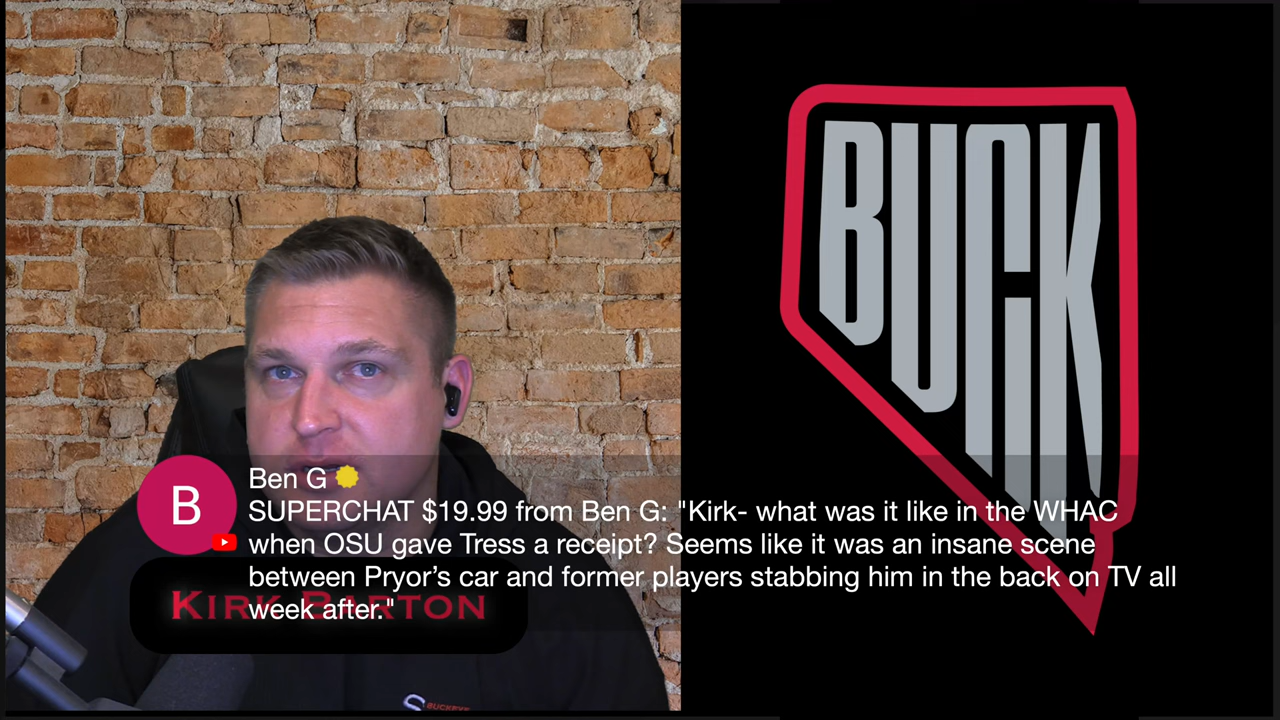 BUCK
Ben G
B
SUPERCHAT $19.99 from Ben G: "Kirk- what was it like in the WHAC
when OSU gave Tress a receipt? Seems like it was an insane scene
between Pryor’s car and former players stabbing him in the back on TV all
week after."
KIRK BARTON